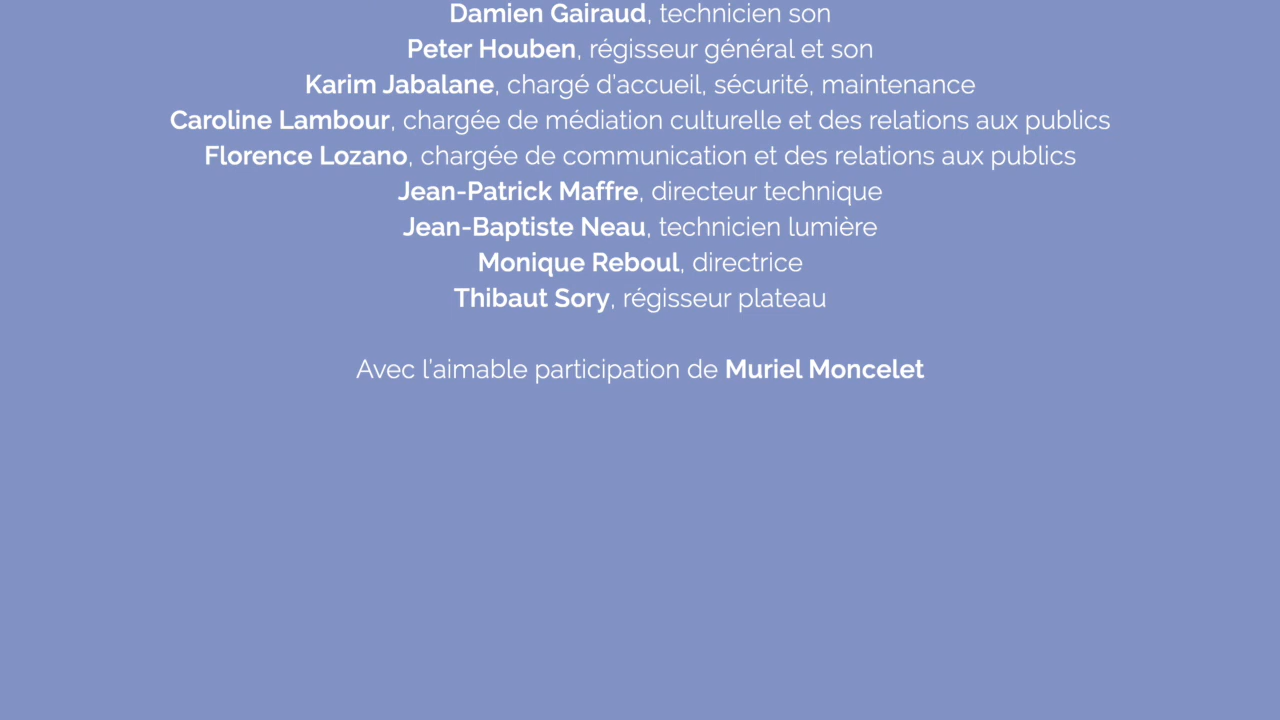 Damien Gairaud, technicien son
Peter Houben, régisseur général et son
Karim Jabalane, chargé d'accueil, sécurité, maintenance
Caroline Lambour, chargée de médiation culturelle et des relations aux publics
Florence Lozano, chargée de communication et des relations aux publics
Jean-Patrick Maffre, directeur technique
Jean-Baptiste Neau, technicien lumière
Monique Reboul, directrice
Thibaut Sory, régisseur plateau
Avec l'aimable participation de Muriel Moncelet